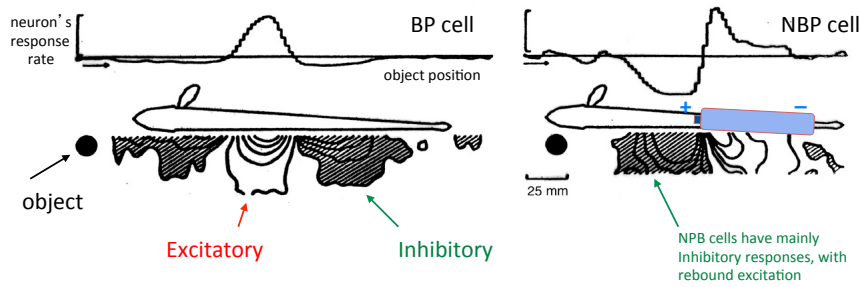 neuron's
response
rate
BP cell
object position
object
Excitatory
Inhibitory
NBP cell
+
−
25 mm
NPB cells have mainly
Inhibitory responses, with
rebound excitation